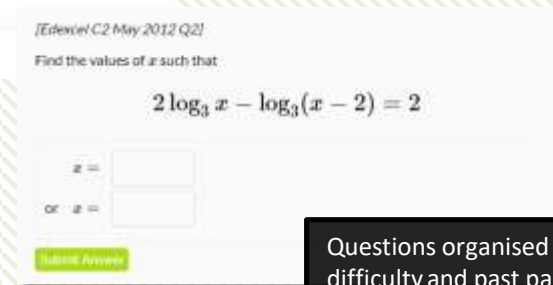 [Edexcel C2 May 2012 Q2]
Find the values of x such that
2 log₃ x − log₃(x − 2) = 2
x =
or x =
Submit Answer
Questions organised
difficulty and past pa